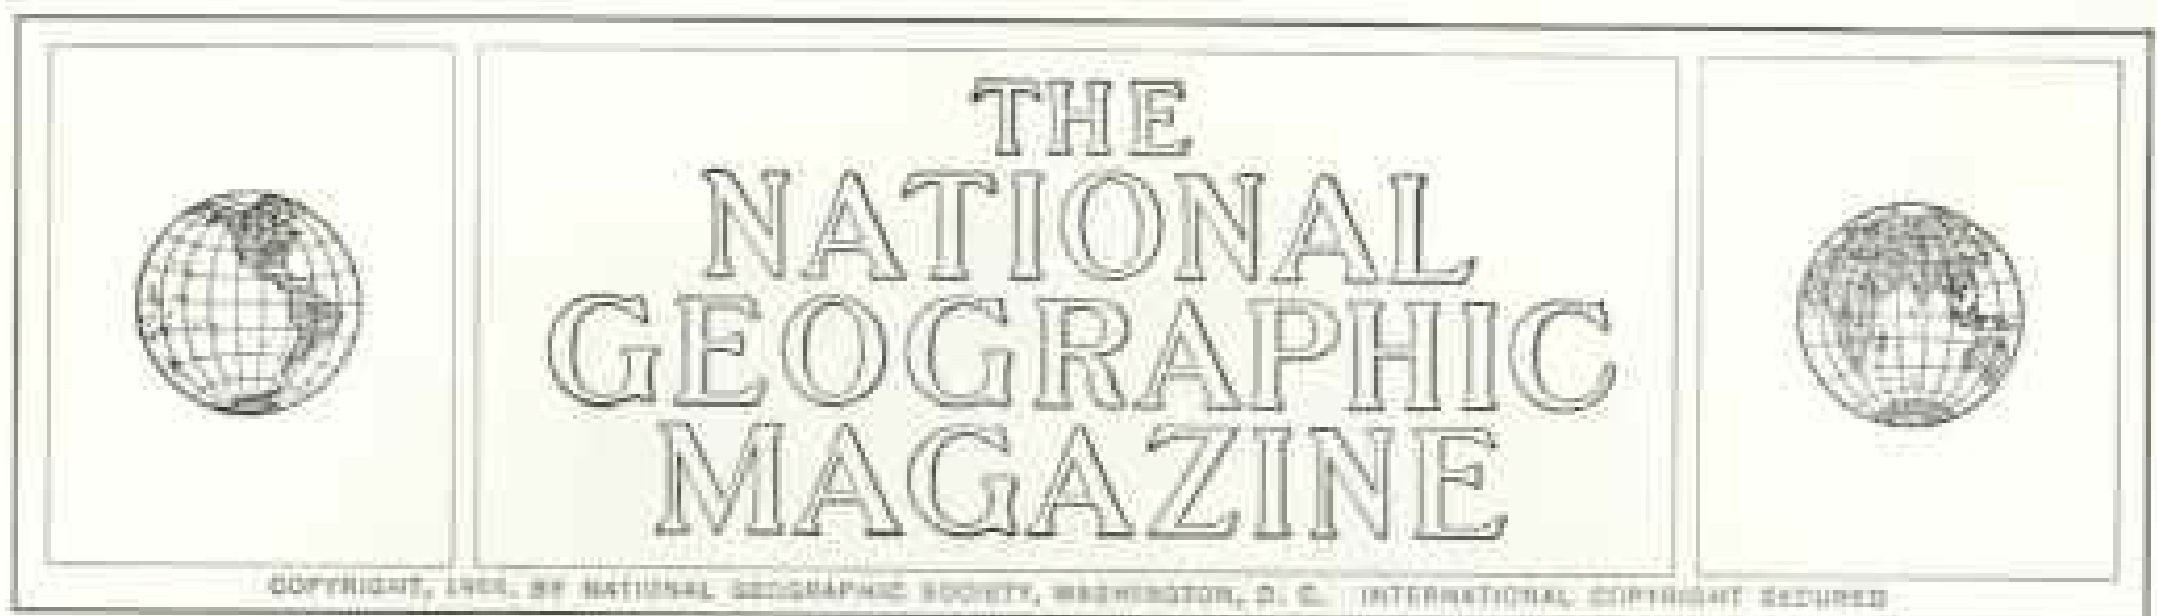 THE
NATIONAL
GEOGRAPHIC
MAGAZINE
COPYRIGHT, BY NATIONAL GEOGRAPHIC SOCIETY, WASHINGTON, D. C. INTERNATIONAL COPYRIGHT SECURED